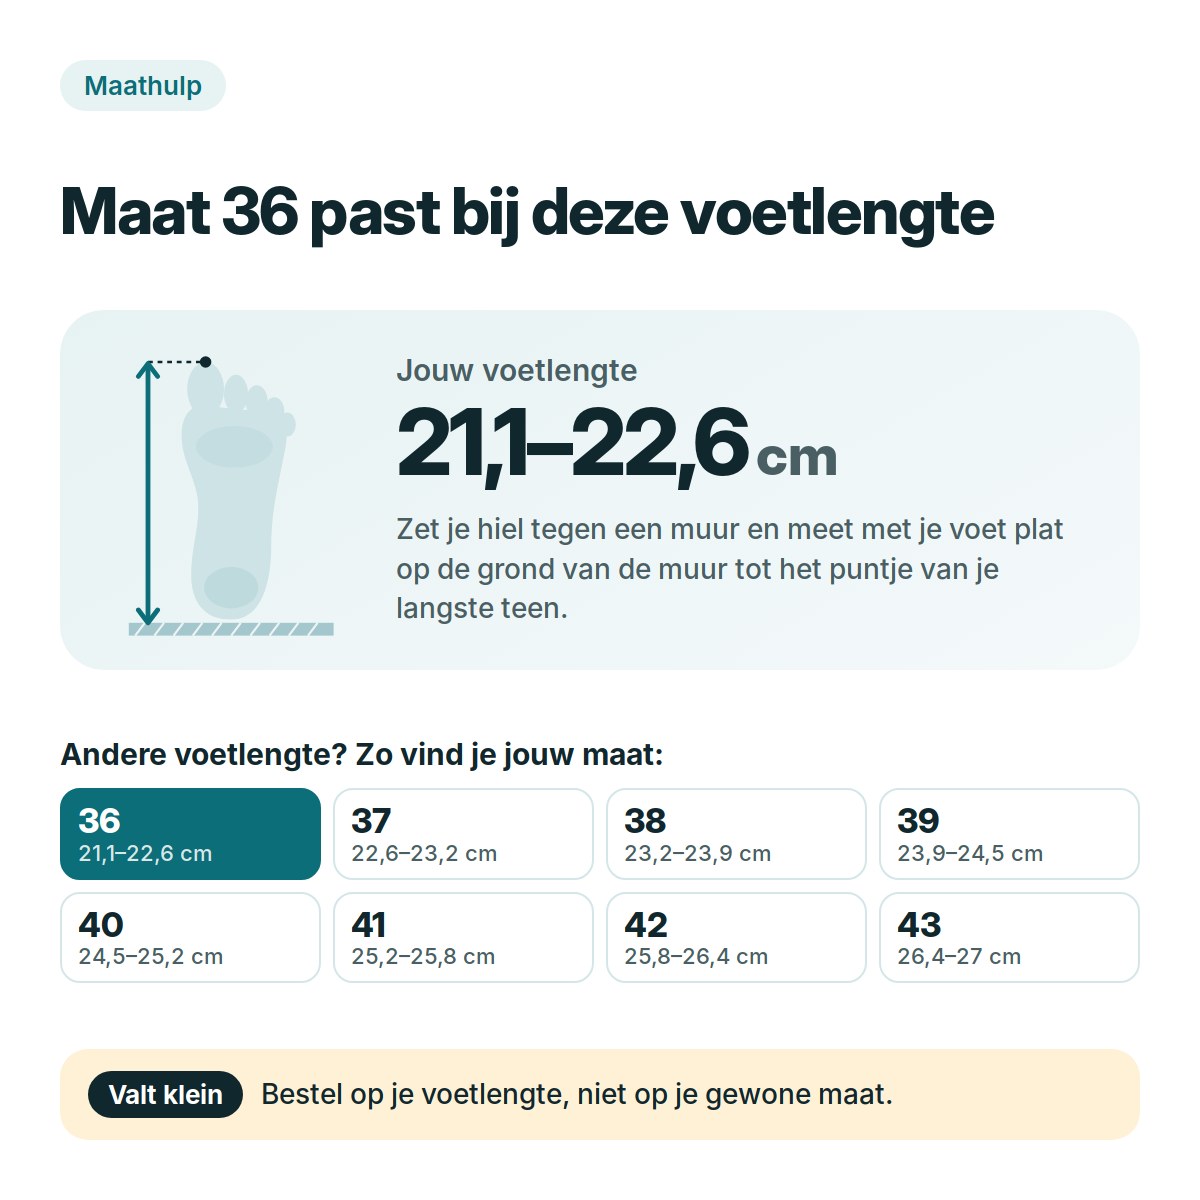 Maathulp
Maat 36 past bij deze voetlengte
Jouw voetlengte
21,1–22,6 cm
Zet je hiel tegen een muur en meet met je voet plat
op de grond van de muur tot het puntje van je
langste teen.
Andere voetlengte? Zo vind je jouw maat:
36
21,1–22,6 cm
37
22,6–23,2 cm
38
23,2–23,9 cm
39
23,9–24,5 cm
40
24,5–25,2 cm
41
25,2–25,8 cm
42
25,8–26,4 cm
43
26,4–27 cm
Valt klein Bestel op je voetlengte, niet op je gewone maat.